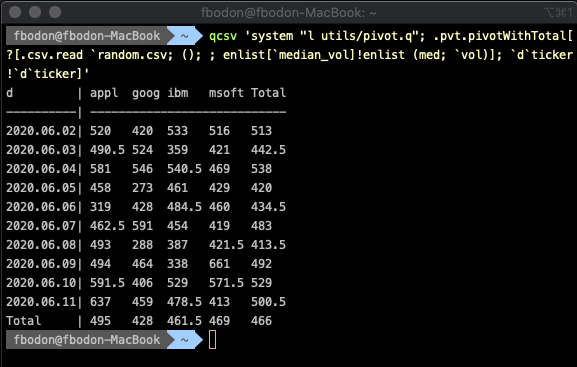 fbodon@fbodon-MacBook: ~
⌥⌘1
fbodon@fbodon-MacBook ~ qcsv 'system "l utils/pivot.q"; .pvt.pivotWithTotal[
?[.csv.read `random.csv; (); ; enlist[`median_vol]!enlist (med; `vol)]; `d`ticker
!`d`ticker]'
d         | appl  goog ibm   msoft Total
----------| ----------------------------
2020.06.02| 520   420  533   516   513
2020.06.03| 490.5 524  359   421   442.5
2020.06.04| 581   546  540.5 469   538
2020.06.05| 458   273  461   429   420
2020.06.06| 319   428  484.5 460   434.5
2020.06.07| 462.5 591  454   419   483
2020.06.08| 493   288  387   421.5 413.5
2020.06.09| 494   464  338   661   492
2020.06.10| 591.5 406  529   571.5 529
2020.06.11| 637   459  478.5 413   500.5
Total     | 495   428  461.5 469   466
fbodon@fbodon-MacBook ~